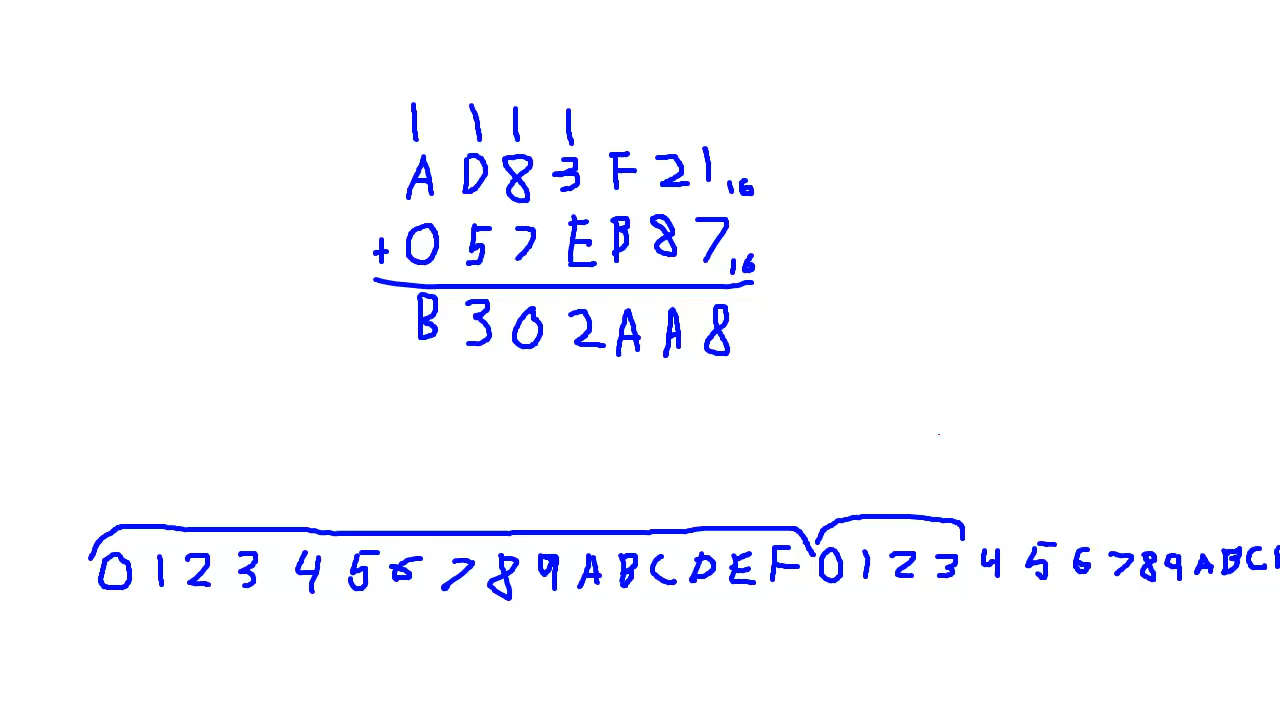 1 1 1 1
A D 8 3 F 2 1 16
+ 0 5 7 E B 8 7 16
B 3 0 2 A A 8
0 1 2 3 4 5 6 7 8 9 A B C D E F 0 1 2 3 4 5 6 7 8 9 A B C